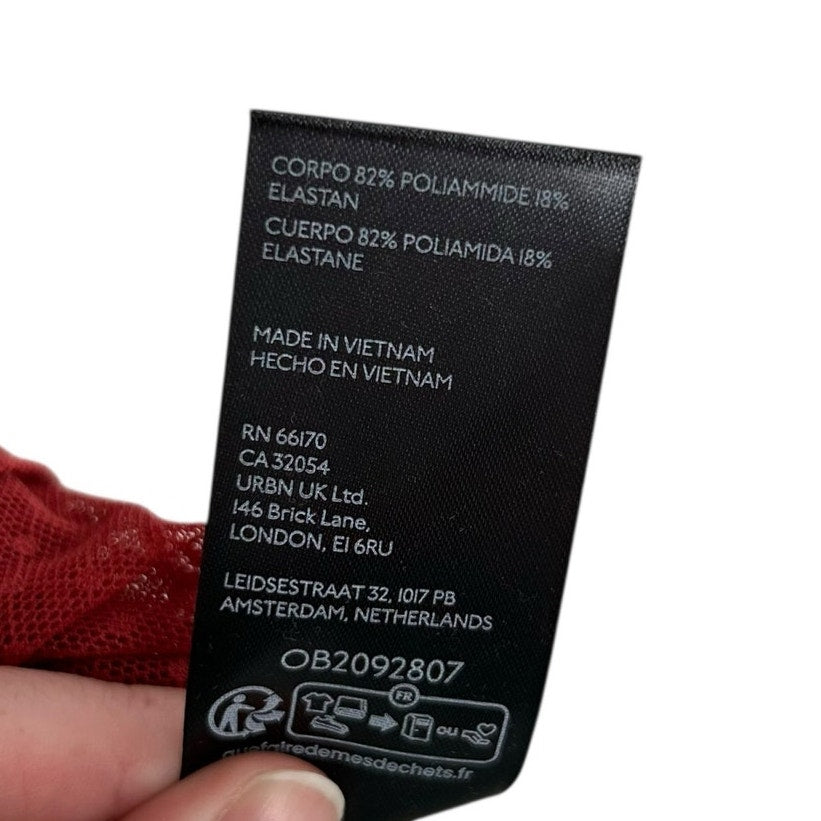 CORPO 82% POLIAMMIDE 18%
ELASTAN
CUERPO 82% POLIAMIDA 18%
ELASTANE
MADE IN VIETNAM
HECHO EN VIETNAM
RN 66170
CA 32054
URBN UK Ltd.
146 Brick Lane,
LONDON, E1 6RU
LEIDSESTRAAT 32, 1017 PB
AMSTERDAM, NETHERLANDS
OB2092807
FR
ou
quefairedemesdechets.fr